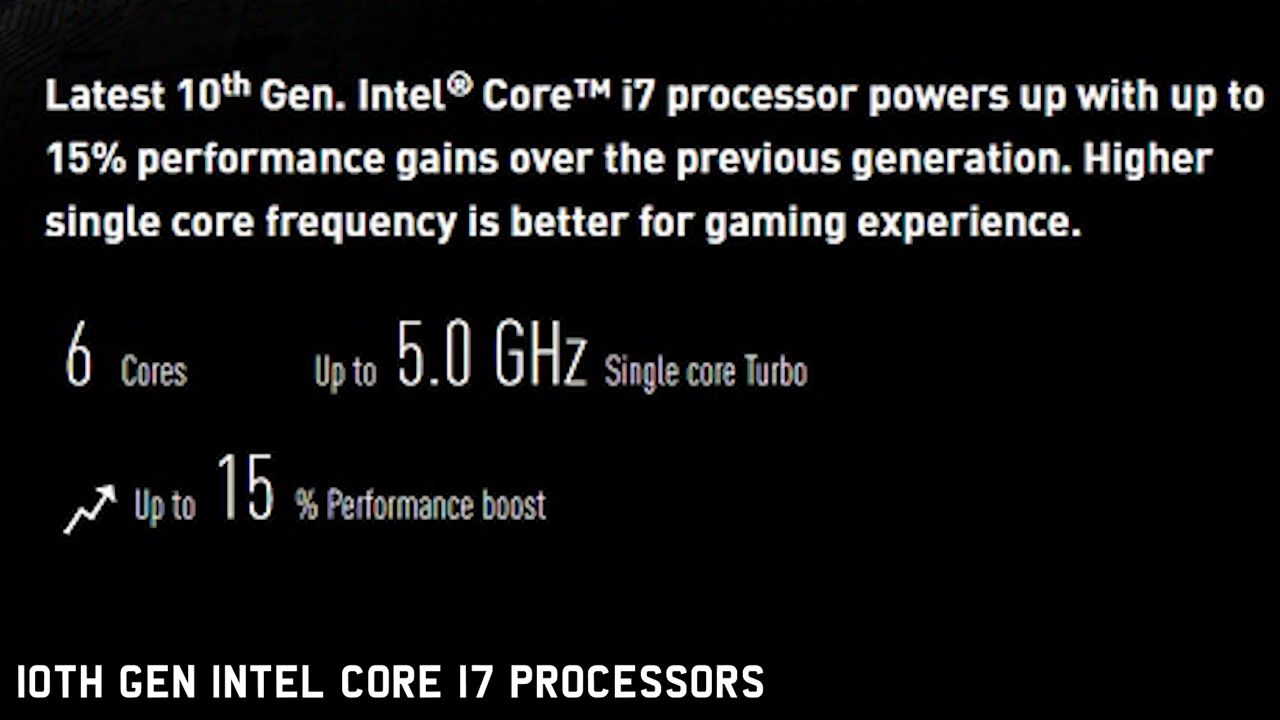 Latest 10th Gen. Intel® Core™ i7 processor powers up with up to
15% performance gains over the previous generation. Higher
single core frequency is better for gaming experience.
6 Cores Up to 5.0 GHz Single core Turbo
Up to 15 % Performance boost
10TH GEN INTEL CORE I7 PROCESSORS